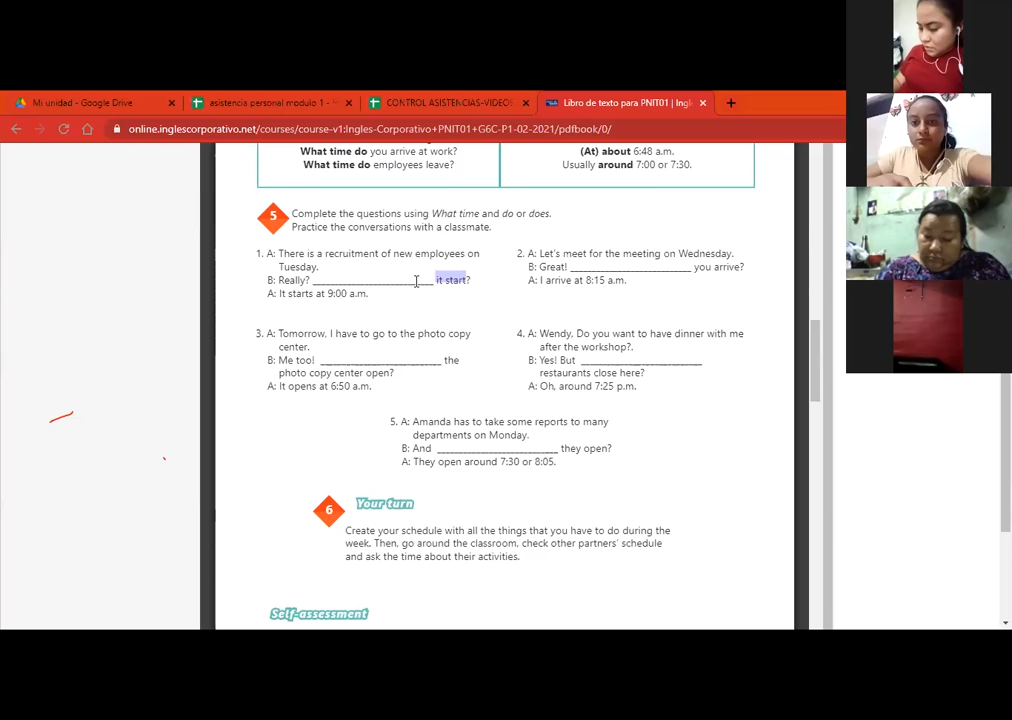 Mi unidad - Google Drive
asistencia personal modulo 1 -
CONTROL ASISTENCIAS-VIDEOS
Libro de texto para PNIT01 | Ingl
online.inglescorporativo.net/courses/course-v1:Ingles-Corporativo+PNIT01+G6C-P1-02-2021/pdfbook/0/
What time do you arrive at work?
What time do employees leave?
(At) about 6:48 a.m.
Usually around 7:00 or 7:30.
5
Complete the questions using What time and do or does.
Practice the conversations with a classmate.
1. A: There is a recruitment of new employees on
Tuesday.
B: Really? ________________________ it start?
A: It starts at 9:00 a.m.
2. A: Let's meet for the meeting on Wednesday.
B: Great! ________________________ you arrive?
A: I arrive at 8:15 a.m.
3. A: Tomorrow, I have to go to the photo copy
center.
B: Me too! ________________________ the
photo copy center open?
A: It opens at 6:50 a.m.
4. A: Wendy, Do you want to have dinner with me
after the workshop?.
B: Yes! But ________________________
restaurants close here?
A: Oh, around 7:25 p.m.
5. A: Amanda has to take some reports to many
departments on Monday.
B: And ________________________ they open?
A: They open around 7:30 or 8:05.
6
Your turn
Create your schedule with all the things that you have to do during the
week. Then, go around the classroom, check other partners' schedule
and ask the time about their activities.
Self-assessment